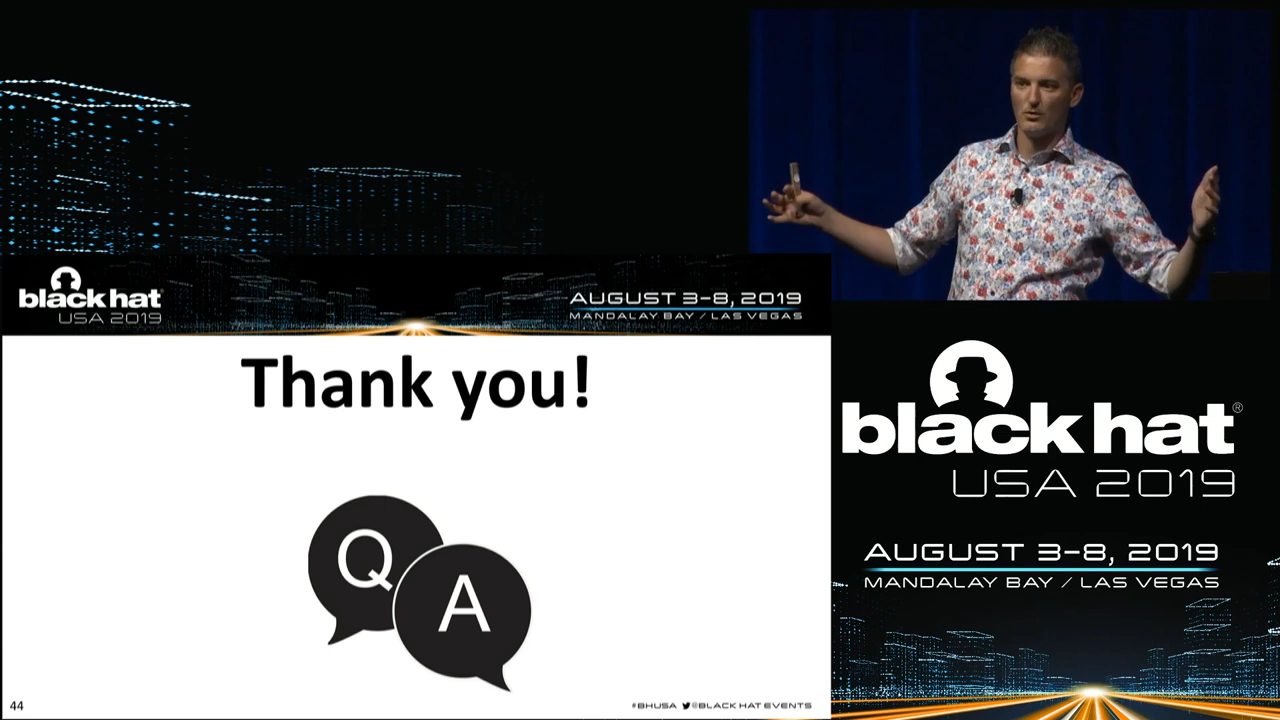 black hat®
USA 2019
AUGUST 3-8, 2019
MANDALAY BAY / LAS VEGAS
Thank you!
Q
A
44
#BHUSA @BLACK HAT EVENTS
black hat®
USA 2019
AUGUST 3-8, 2019
MANDALAY BAY / LAS VEGAS